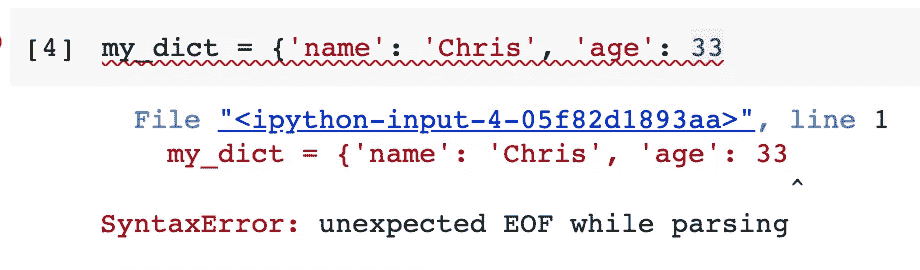 [4] my_dict = {'name': 'Chris', 'age': 33
File "<ipython-input-4-05f82d1893aa>", line 1
my_dict = {'name': 'Chris', 'age': 33
^
SyntaxError: unexpected EOF while parsing